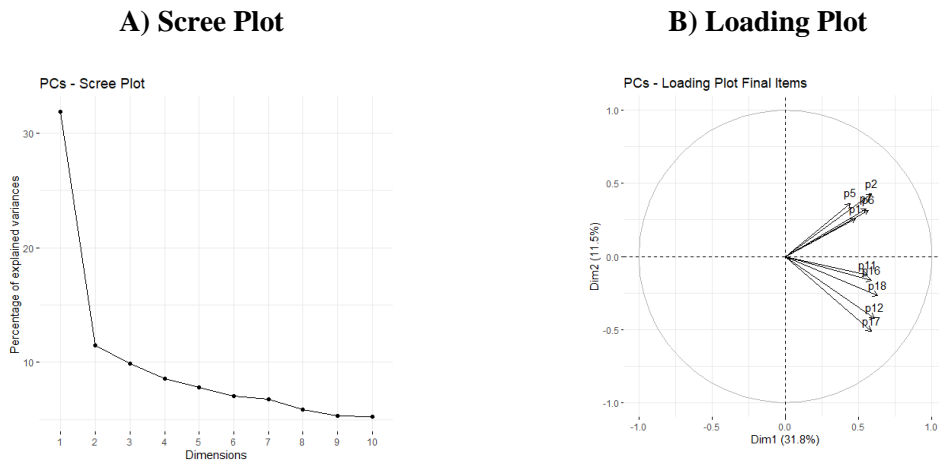 A) Scree Plot
PCs - Scree Plot
Percentage of explained variances
30
20
10
1 2 3 4 5 6 7 8 9 10
Dimensions
B) Loading Plot
PCs - Loading Plot Final Items
Dim2 (11.5%)
1.0
0.5
0.0
-0.5
-1.0
p2
p5
p6
p1
p11
p16
p18
p12
p17
-1.0 -0.5 0.0 0.5 1.0
Dim1 (31.8%)